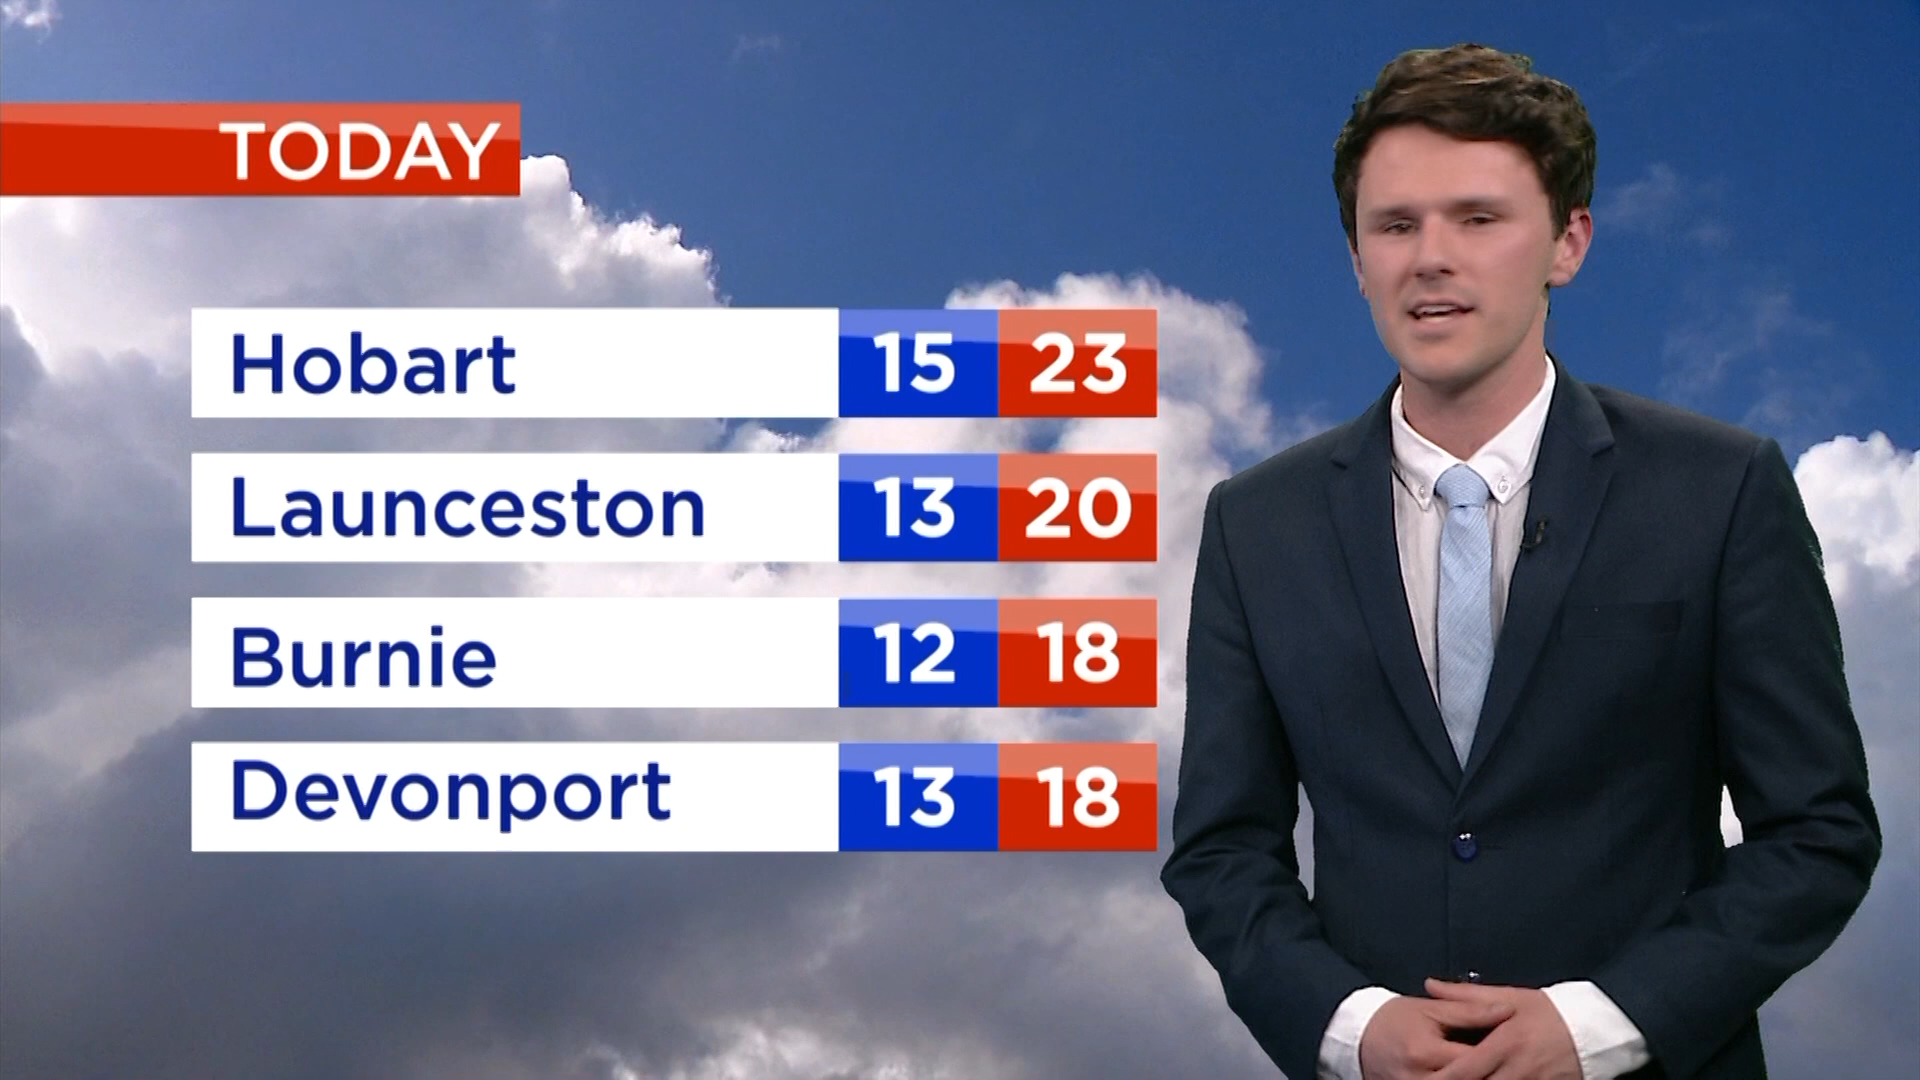 TODAY
Hobart 15 23
Launceston 13 20
Burnie 12 18
Devonport 13 18